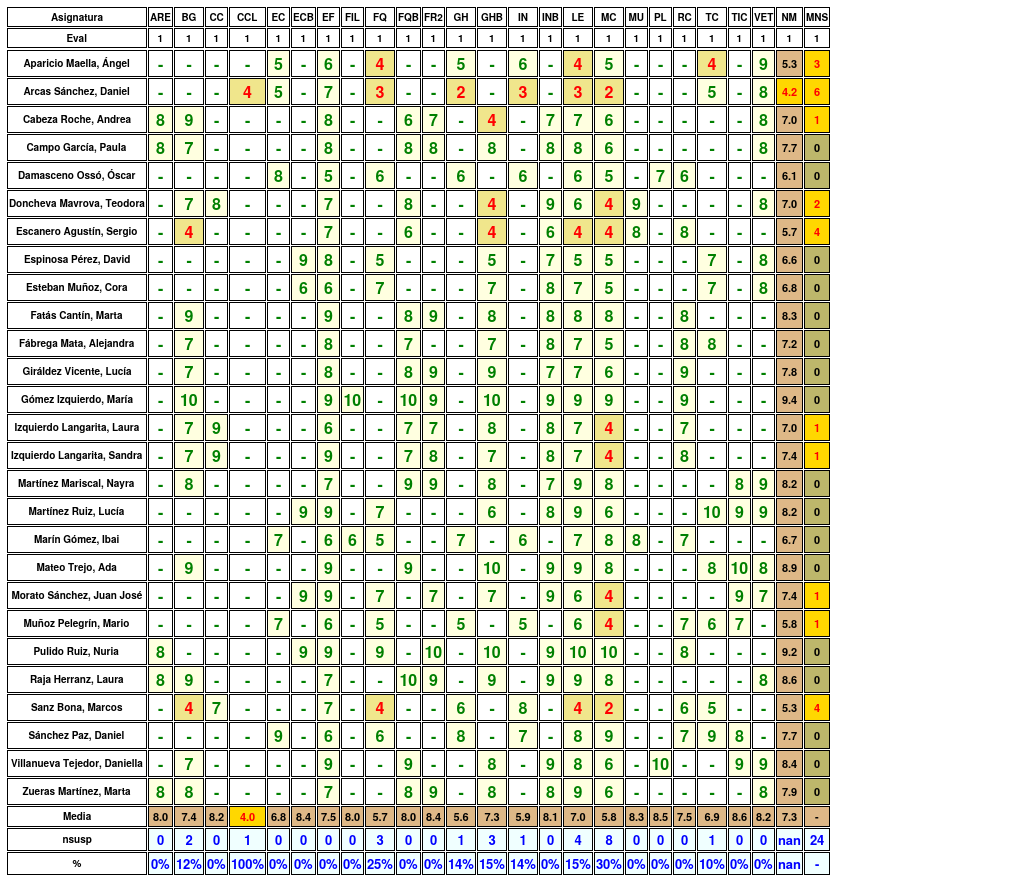 Asignatura ARE BG CC CCL EC ECB EF FIL FQ FQB FR2 GH GHB IN INB LE MC MU PL RC TC TIC VET NM MNS
Eval 1 1 1 1 1 1 1 1 1 1 1 1 1 1 1 1 1 1 1 1 1 1 1 1 1
Aparicio Maella, Ángel - - - - 5 - 6 - 4 - - 5 - 6 - 4 5 - - - 4 - 9 5.3 3
Arcas Sánchez, Daniel - - - 4 5 - 7 - 3 - - 2 - 3 - 3 2 - - - 5 - 8 4.2 6
Cabeza Roche, Andrea 8 9 - - - - 8 - - 6 7 - 4 - 7 7 6 - - - - - 8 7.0 1
Campo García, Paula 8 7 - - - - 8 - - 8 8 - 8 - 8 8 6 - - - - - 8 7.7 0
Damasceno Ossó, Óscar - - - - 8 - 5 - 6 - - 6 - 6 - 6 5 - 7 6 - - - 6.1 0
Doncheva Mavrova, Teodora - 7 8 - - - 7 - - 8 - - 4 - 9 6 4 9 - - - - 8 7.0 2
Escanero Agustín, Sergio - 4 - - - - 7 - - 6 - - 4 - 6 4 4 8 - 8 - - - 5.7 4
Espinosa Pérez, David - - - - - 9 8 - 5 - - - 5 - 7 5 5 - - - 7 - 8 6.6 0
Esteban Muñoz, Cora - - - - - 6 6 - 7 - - - 7 - 8 7 5 - - - 7 - 8 6.8 0
Fatás Cantín, Marta - 9 - - - - 9 - - 8 9 - 8 - 8 8 8 - - 8 - - - 8.3 0
Fábrega Mata, Alejandra - 7 - - - - 8 - - 7 - - 7 - 8 7 5 - - 8 8 - - 7.2 0
Giráldez Vicente, Lucía - 7 - - - - 8 - - 8 9 - 9 - 7 7 6 - - 9 - - - 7.8 0
Gómez Izquierdo, María - 10 - - - - 9 10 - 10 9 - 10 - 9 9 9 - - 9 - - - 9.4 0
Izquierdo Langarita, Laura - 7 9 - - - 6 - - 7 7 - 8 - 8 7 4 - - 7 - - - 7.0 1
Izquierdo Langarita, Sandra - 7 9 - - - 9 - - 7 8 - 7 - 8 7 4 - - 8 - - - 7.4 1
Martínez Mariscal, Nayra - 8 - - - - 7 - - 9 9 - 8 - 7 9 8 - - - - 8 9 8.2 0
Martínez Ruiz, Lucía - - - - - 9 9 - 7 - - - 6 - 8 9 6 - - - 10 9 9 8.2 0
Marín Gómez, Ibai - - - - 7 - 6 6 5 - - 7 - 6 - 7 8 8 - 7 - - - 6.7 0
Mateo Trejo, Ada - 9 - - - - 9 - - 9 - - 10 - 9 9 8 - - - 8 10 8 8.9 0
Morato Sánchez, Juan José - - - - - 9 9 - 7 - 7 - 7 - 9 6 4 - - - - 9 7 7.4 1
Muñoz Pelegrín, Mario - - - - 7 - 6 - 5 - - 5 - 5 - 6 4 - - 7 6 7 - 5.8 1
Pulido Ruiz, Nuria 8 - - - - 9 9 - 9 - 10 - 10 - 9 10 10 - - 8 - - - 9.2 0
Raja Herranz, Laura 8 9 - - - - 7 - - 10 9 - 9 - 9 9 8 - - - - - 8 8.6 0
Sanz Bona, Marcos - 4 7 - - - 7 - 4 - - 6 - 8 - 4 2 - - 6 5 - - 5.3 4
Sánchez Paz, Daniel - - - - 9 - 6 - 6 - - 8 - 7 - 8 9 - - 7 9 8 - 7.7 0
Villanueva Tejedor, Daniella - 7 - - - - 9 - - 9 - - 8 - 9 8 6 - 10 - - 9 9 8.4 0
Zueras Martínez, Marta 8 8 - - - - 7 - - 8 9 - 8 - 9 8 6 - - - - - 8 7.9 0
Media 8.0 7.4 8.2 4.0 6.8 8.4 7.5 8.0 5.7 8.0 8.4 5.6 7.3 5.9 8.1 7.0 5.8 8.3 8.5 7.5 6.9 8.6 8.2 7.3 -
nsusp 0 2 0 1 0 0 0 0 3 0 0 1 3 1 0 4 8 0 0 0 1 0 0 nan 24
% 0% 12% 0% 100% 0% 0% 0% 0% 25% 0% 0% 14% 15% 14% 0% 15% 30% 0% 0% 0% 10% 0% 0% nan -